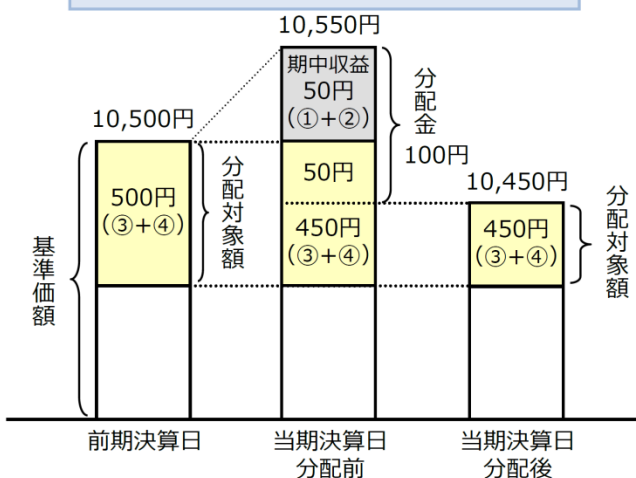 10,550円
期中収益
50円
(①+②)
分配金
100円
10,500円
500円
(③+④)
分配対象額
50円
450円
(③+④)
10,450円
450円
(③+④)
分配対象額
基準価額
前期決算日
当期決算日
分配前
当期決算日
分配後